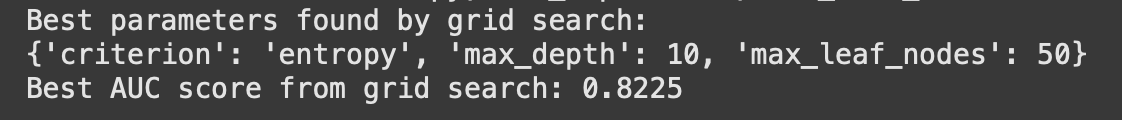 Best parameters found by grid search:
{'criterion': 'entropy', 'max_depth': 10, 'max_leaf_nodes': 50}
Best AUC score from grid search: 0.8225